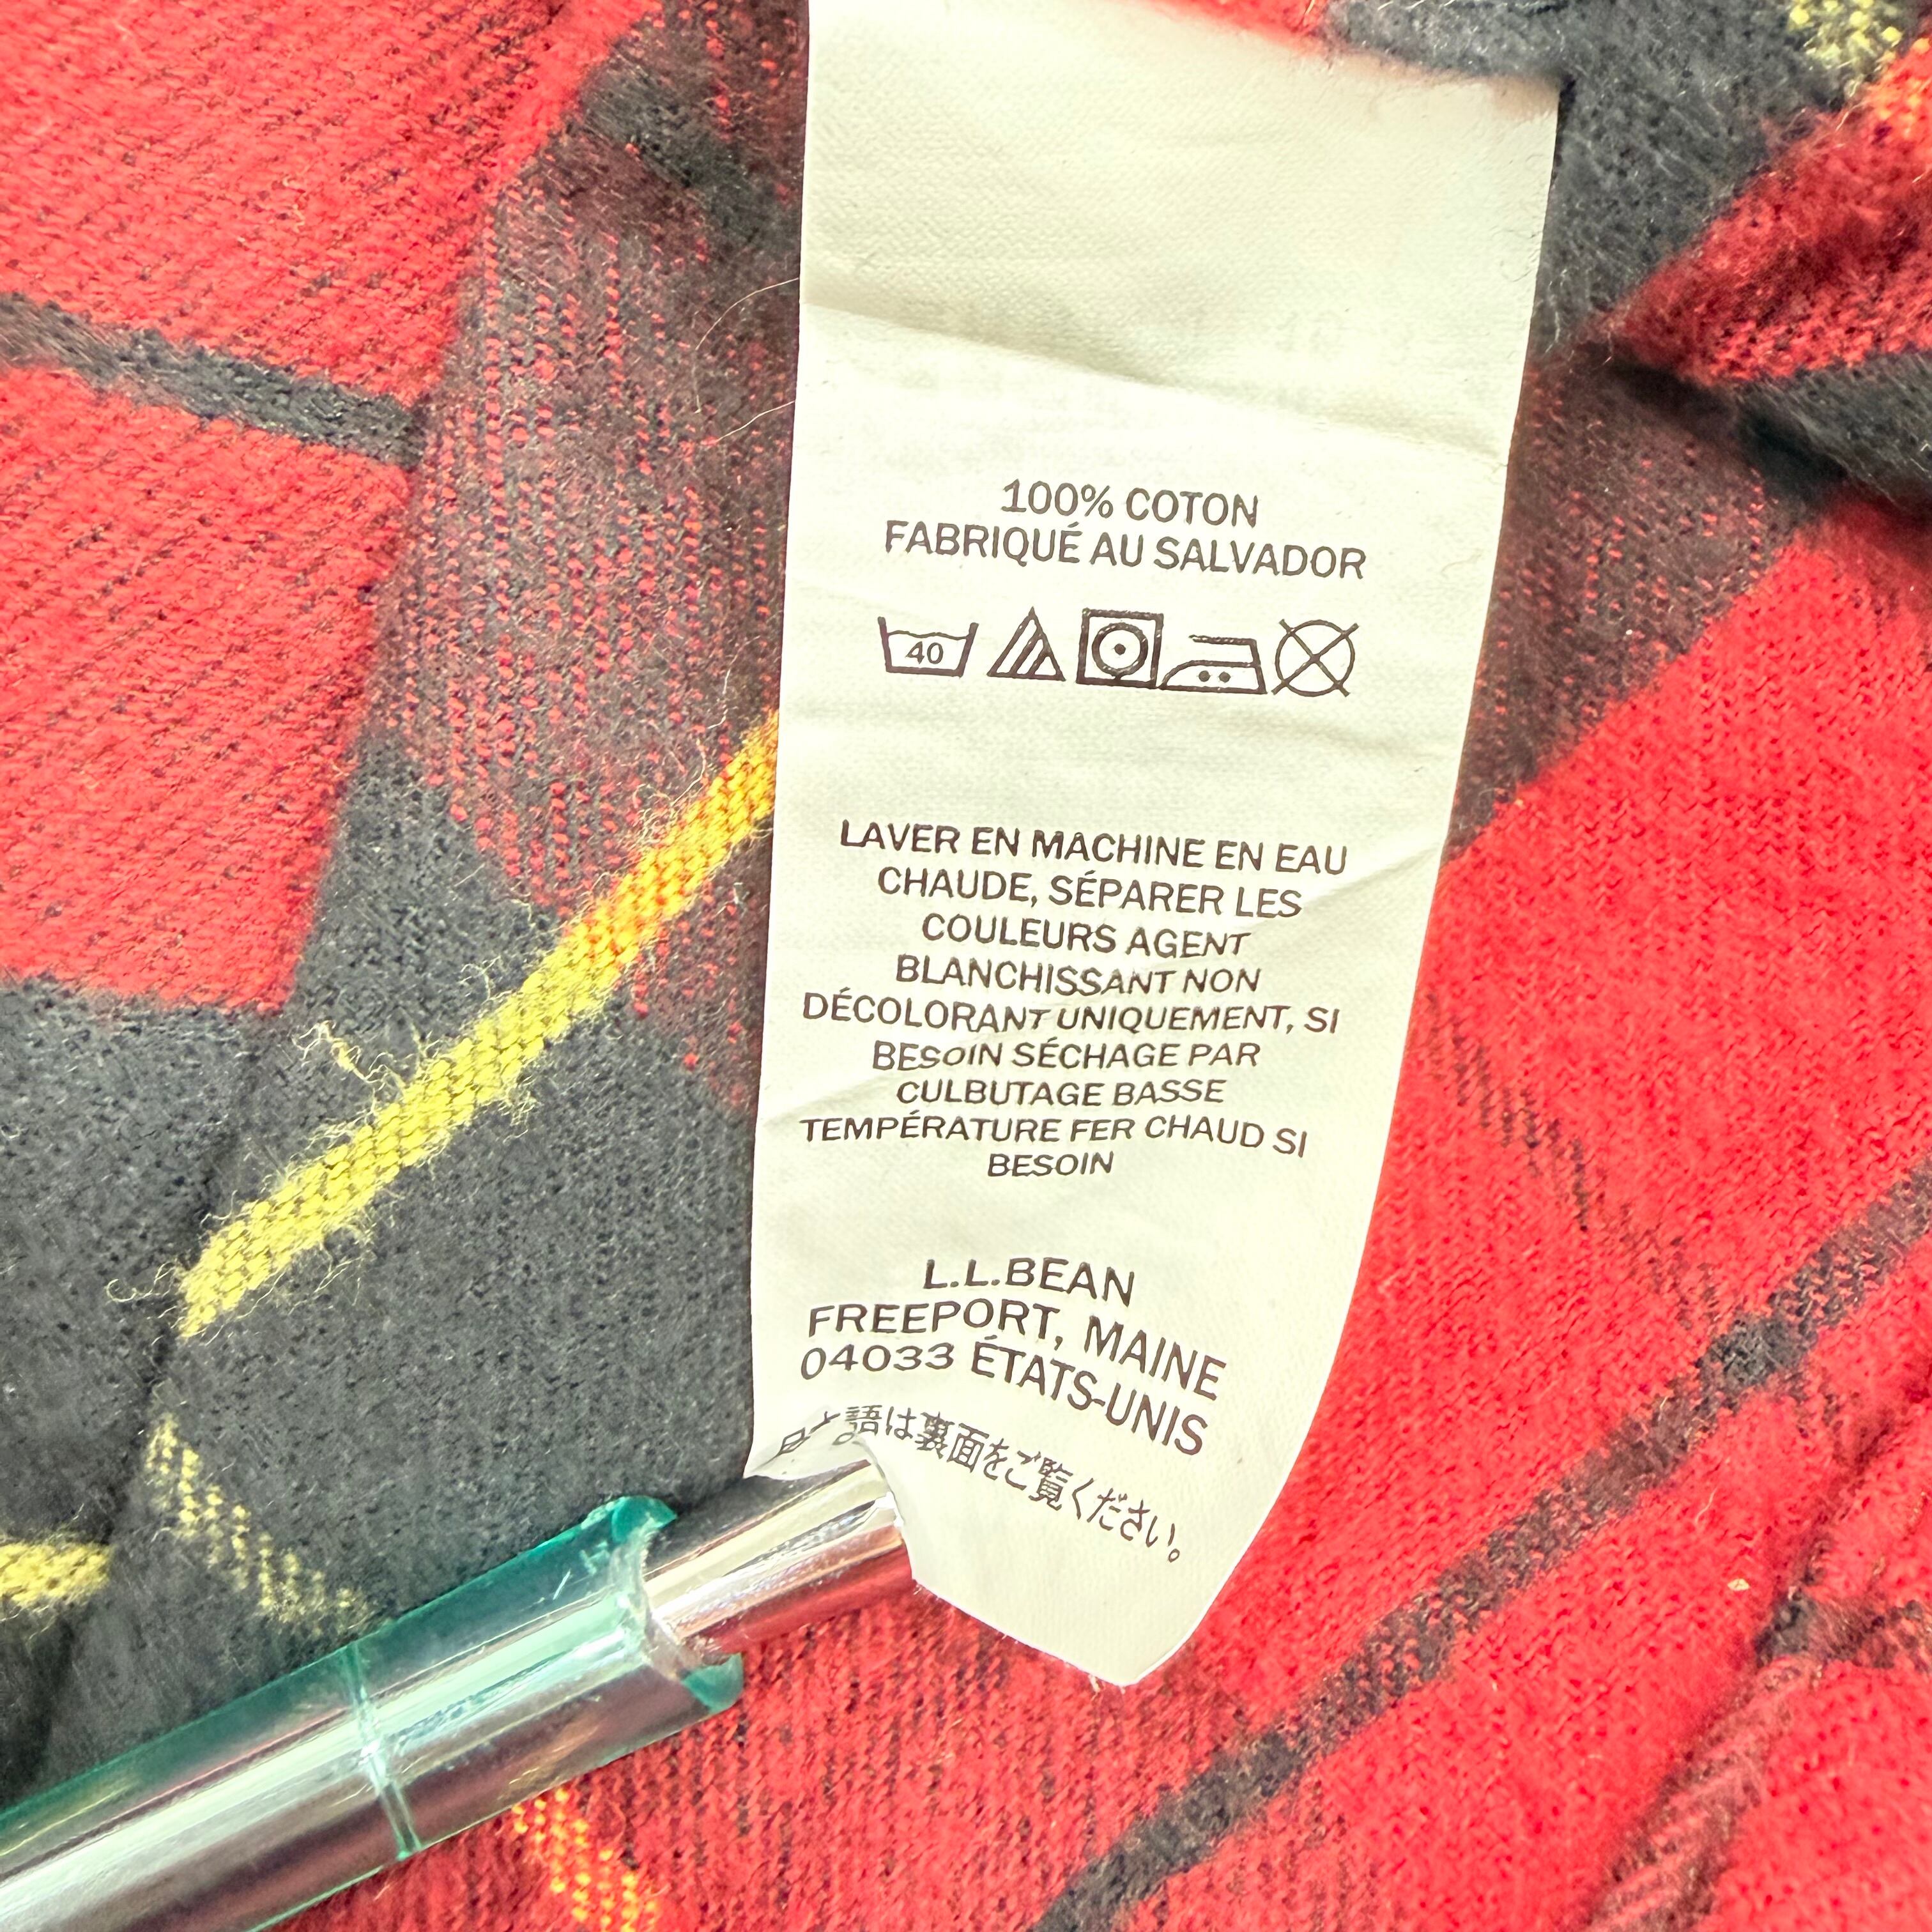 100% COTON
FABRIQUÉ AU SALVADOR
40
LAVER EN MACHINE EN EAU
CHAUDE, SÉPARER LES
COULEURS AGENT
BLANCHISSANT NON
DÉCOLORANT UNIQUEMENT, SI
BESOIN SÉCHAGE PAR
CULBUTAGE BASSE
TEMPÉRATURE FER CHAUD SI
BESOIN
L.L.BEAN
FREEPORT, MAINE
04033 ÉTATS-UNIS
日本語は裏面をご覧ください。